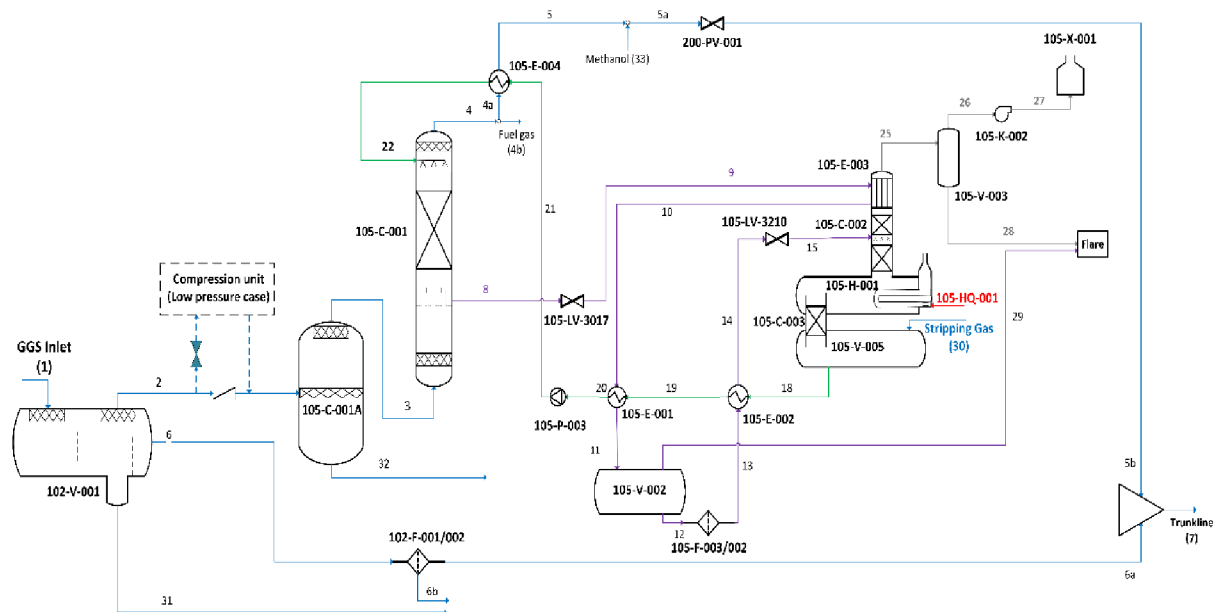 5
5a
200-PV-001
Methanol (33)
105-X-001
105-E-004
4a
4
Fuel gas
(4b)
22
26
27
105-K-002
25
105-E-003
105-V-003
9
21
10
105-C-001
105-LV-3210
105-C-002
15
28
Flare
Compression unit
(Low pressure case)
8
105-LV-3017
105-H-001
105-HQ-001
14
105-C-003
Stripping Gas
(30)
29
105-V-005
GGS Inlet
(1)
2
3
20
19
18
105-C-001A
105-P-003
105-E-001
105-E-002
6
11
13
5b
32
102-V-001
105-V-002
12
105-F-003/002
Trunkline
(7)
102-F-001/002
6a
6b
31